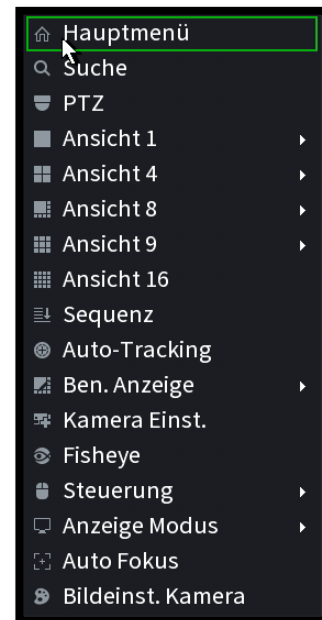 Hauptmenü
Suche
PTZ
Ansicht 1
Ansicht 4
Ansicht 8
Ansicht 9
Ansicht 16
Sequenz
Auto-Tracking
Ben. Anzeige
Kamera Einst.
Fisheye
Steuerung
Anzeige Modus
Auto Fokus
Bildeinst. Kamera